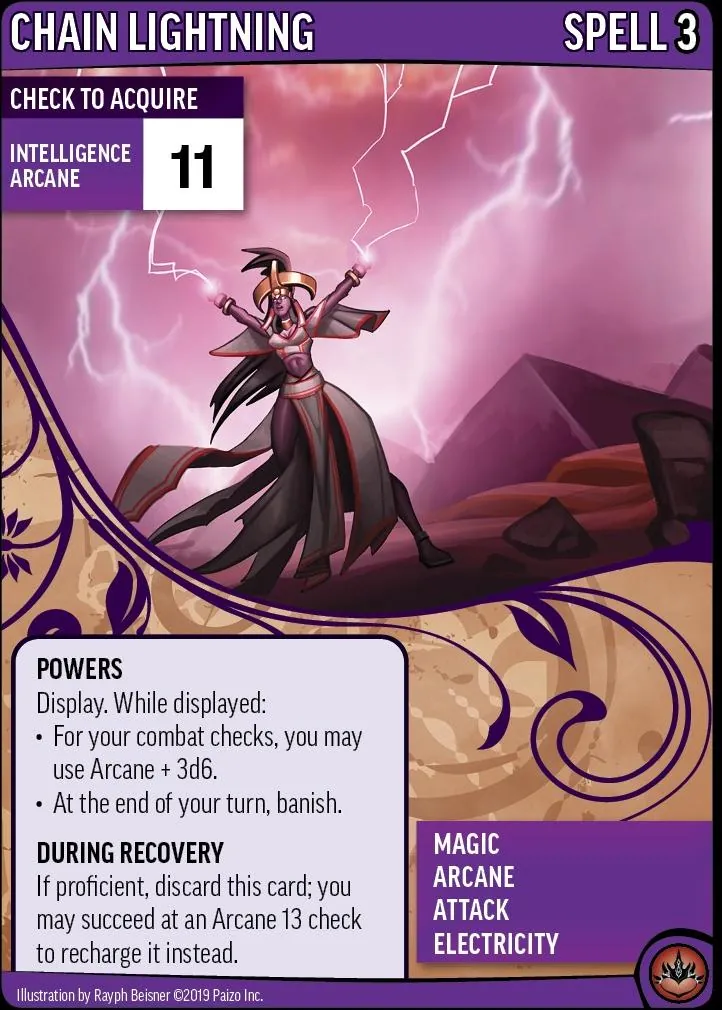 CHAIN LIGHTNING
SPELL 3
CHECK TO ACQUIRE
INTELLIGENCE
ARCANE
11
POWERS
Display. While displayed:
• For your combat checks, you may
use Arcane + 3d6.
• At the end of your turn, banish.
DURING RECOVERY
If proficient, discard this card; you
may succeed at an Arcane 13 check
to recharge it instead.
MAGIC
ARCANE
ATTACK
ELECTRICITY
Illustration by Rayph Beisner ©2019 Paizo Inc.